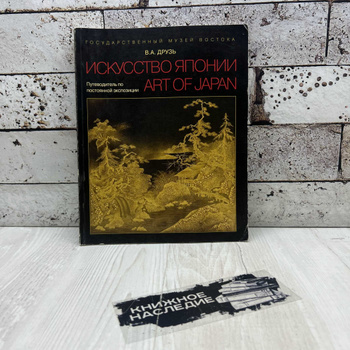 ГОСУДАРСТВЕННЫЙ МУЗЕЙ ВОСТОКА
В.А. ДРУЗЬ
ИСКУССТВО ЯПОНИИ
Путеводитель по
постоянной экспозиции
ART OF JAPAN
КНИЖНОЕ
НАСЛЕДИЕ